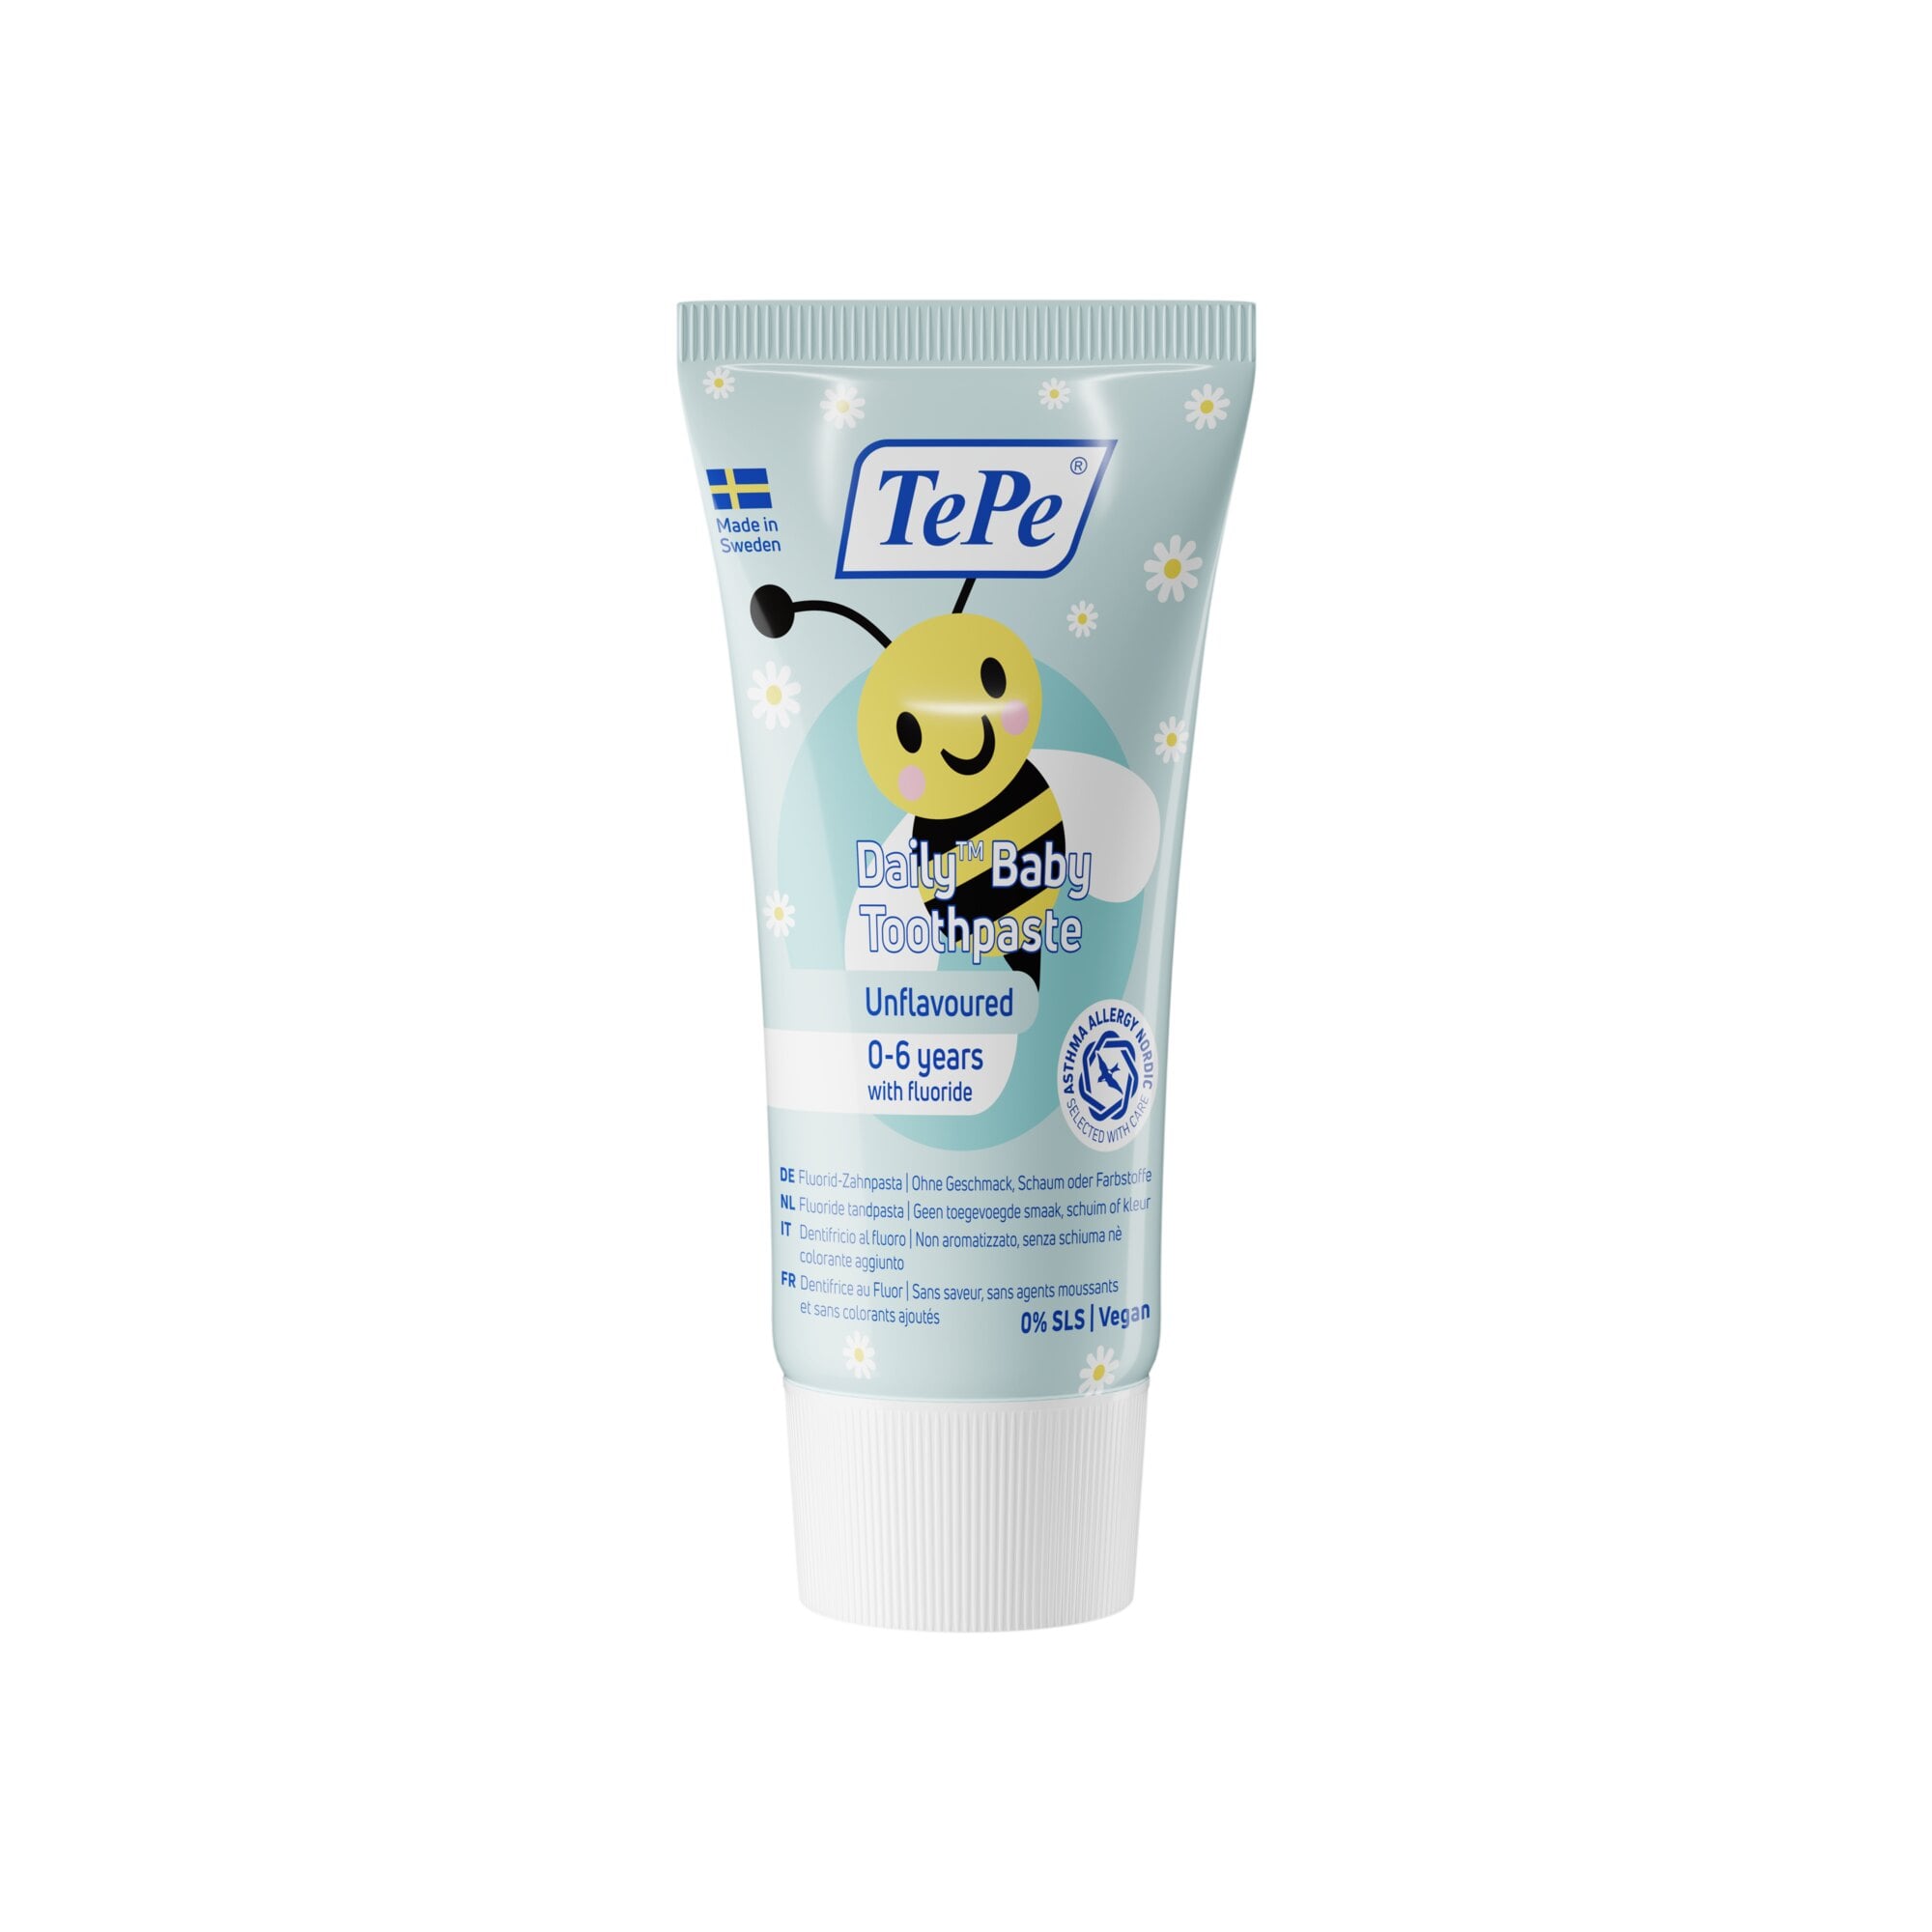 TePe®
Made in
Sweden
Daily™ Baby
Toothpaste
Unflavoured
0-6 years
with fluoride
ASTHMA ALLERGY NORDIC
SELECTED WITH CARE
DE Fluorid-Zahnpasta | Ohne Geschmack, Schaum oder Farbstoffe
NL Fluoride tandpasta | Geen toegevoegde smaak, schuim of kleur
IT Dentifricio al fluoro | Non aromatizzato, senza schiuma nè
colorante aggiunto
FR Dentifrice au Fluor | Sans saveur, sans agents moussants
et sans colorants ajoutés
0% SLS | Vegan